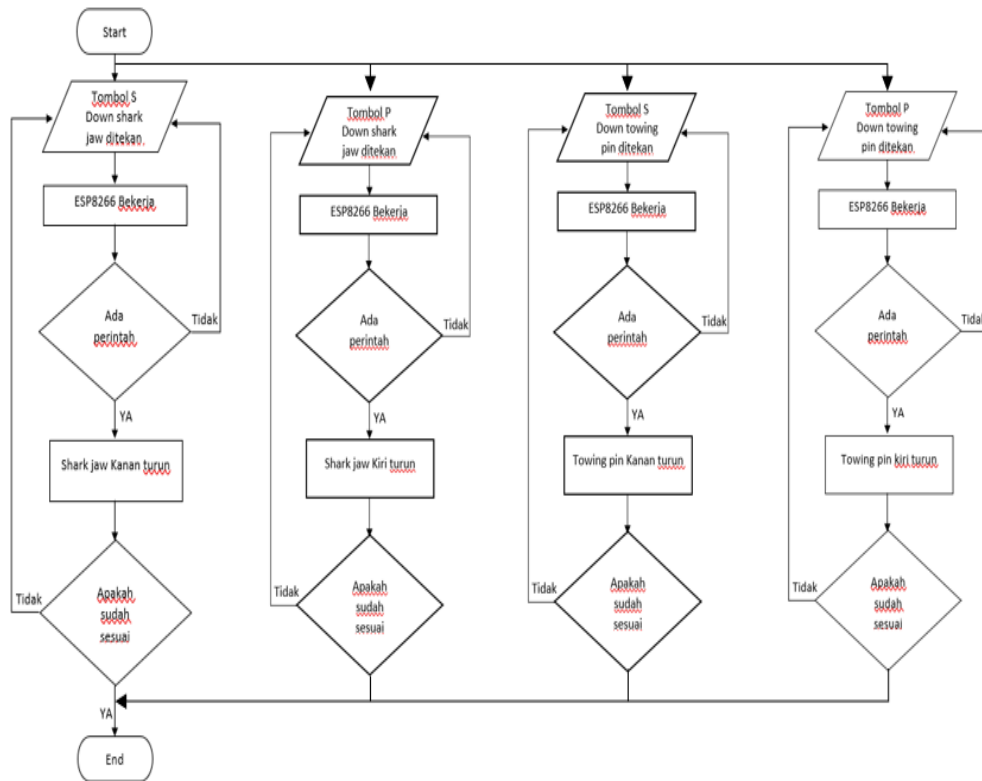 Start
Tombol S
Down shark
jaw ditekan
ESP8266 Bekerja
Ada
perintah
Tidak
YA
Shark jaw Kanan turun
Apakah
sudah
sesuai
Tidak
YA
End
Tombol P
Down shark
jaw ditekan
ESP8266 Bekerja
Ada
perintah
Tidak
YA
Shark jaw Kiri turun
Apakah
sudah
sesuai
Tidak
Tombol S
Down towing
pin ditekan
ESP8266 Bekerja
Ada
perintah
Tidak
YA
Towing pin Kanan turun
Apakah
sudah
sesuai
Tidak
Tombol P
Down towing
pin ditekan
ESP8266 Bekerja
Ada
perintah
Tidak
YA
Towing pin kiri turun
Apakah
sudah
sesuai
Tidak